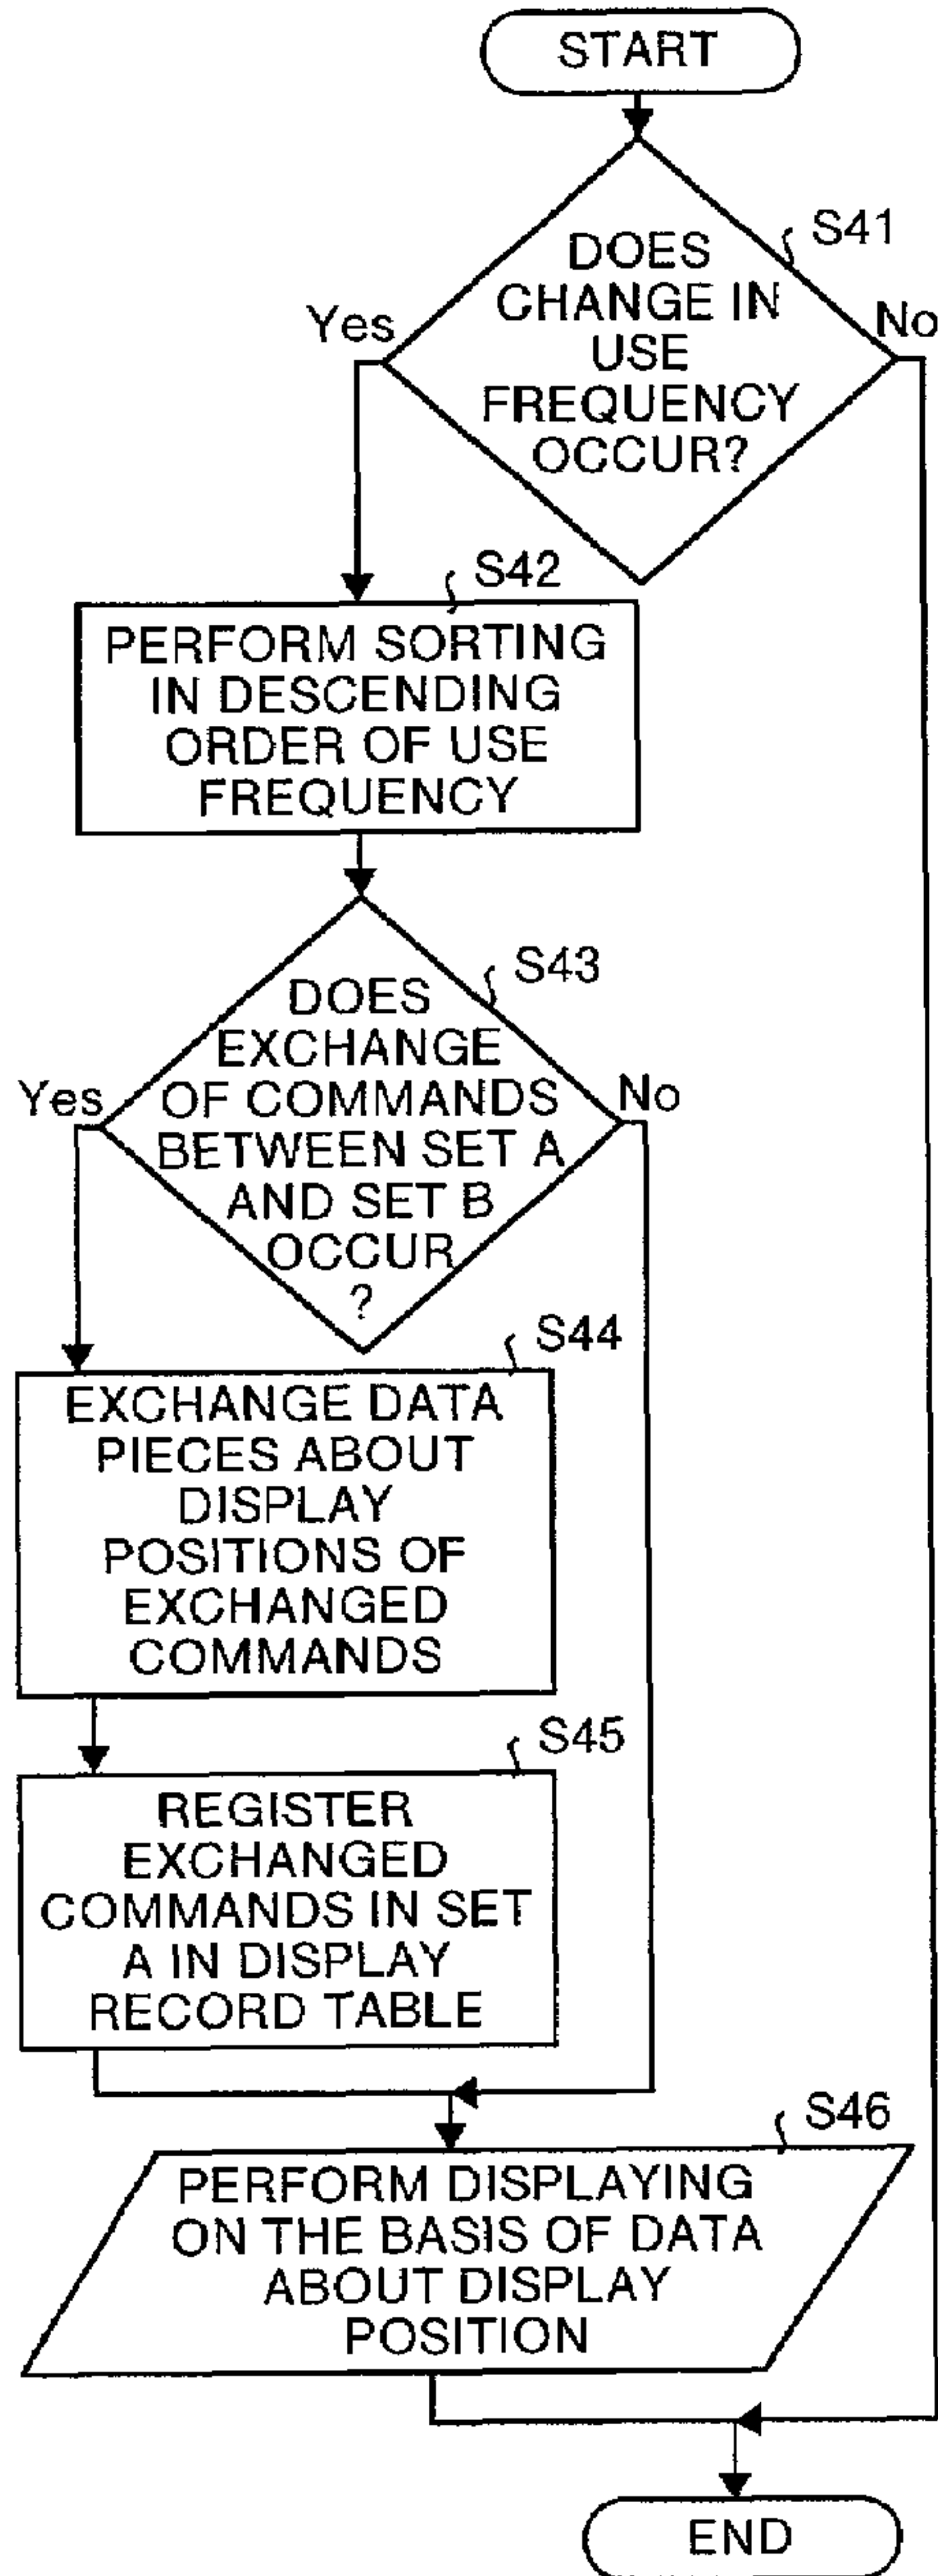 START
S41
DOES
CHANGE IN
USE
FREQUENCY
OCCUR?
Yes
No
S42
PERFORM SORTING
IN DESCENDING
ORDER OF USE
FREQUENCY
S43
DOES
EXCHANGE
OF COMMANDS
BETWEEN SET A
AND SET B
OCCUR
?
Yes
No
S44
EXCHANGE DATA
PIECES ABOUT
DISPLAY
POSITIONS OF
EXCHANGED
COMMANDS
S45
REGISTER
EXCHANGED
COMMANDS IN SET
A IN DISPLAY
RECORD TABLE
S46
PERFORM DISPLAYING
ON THE BASIS OF DATA
ABOUT DISPLAY
POSITION
END